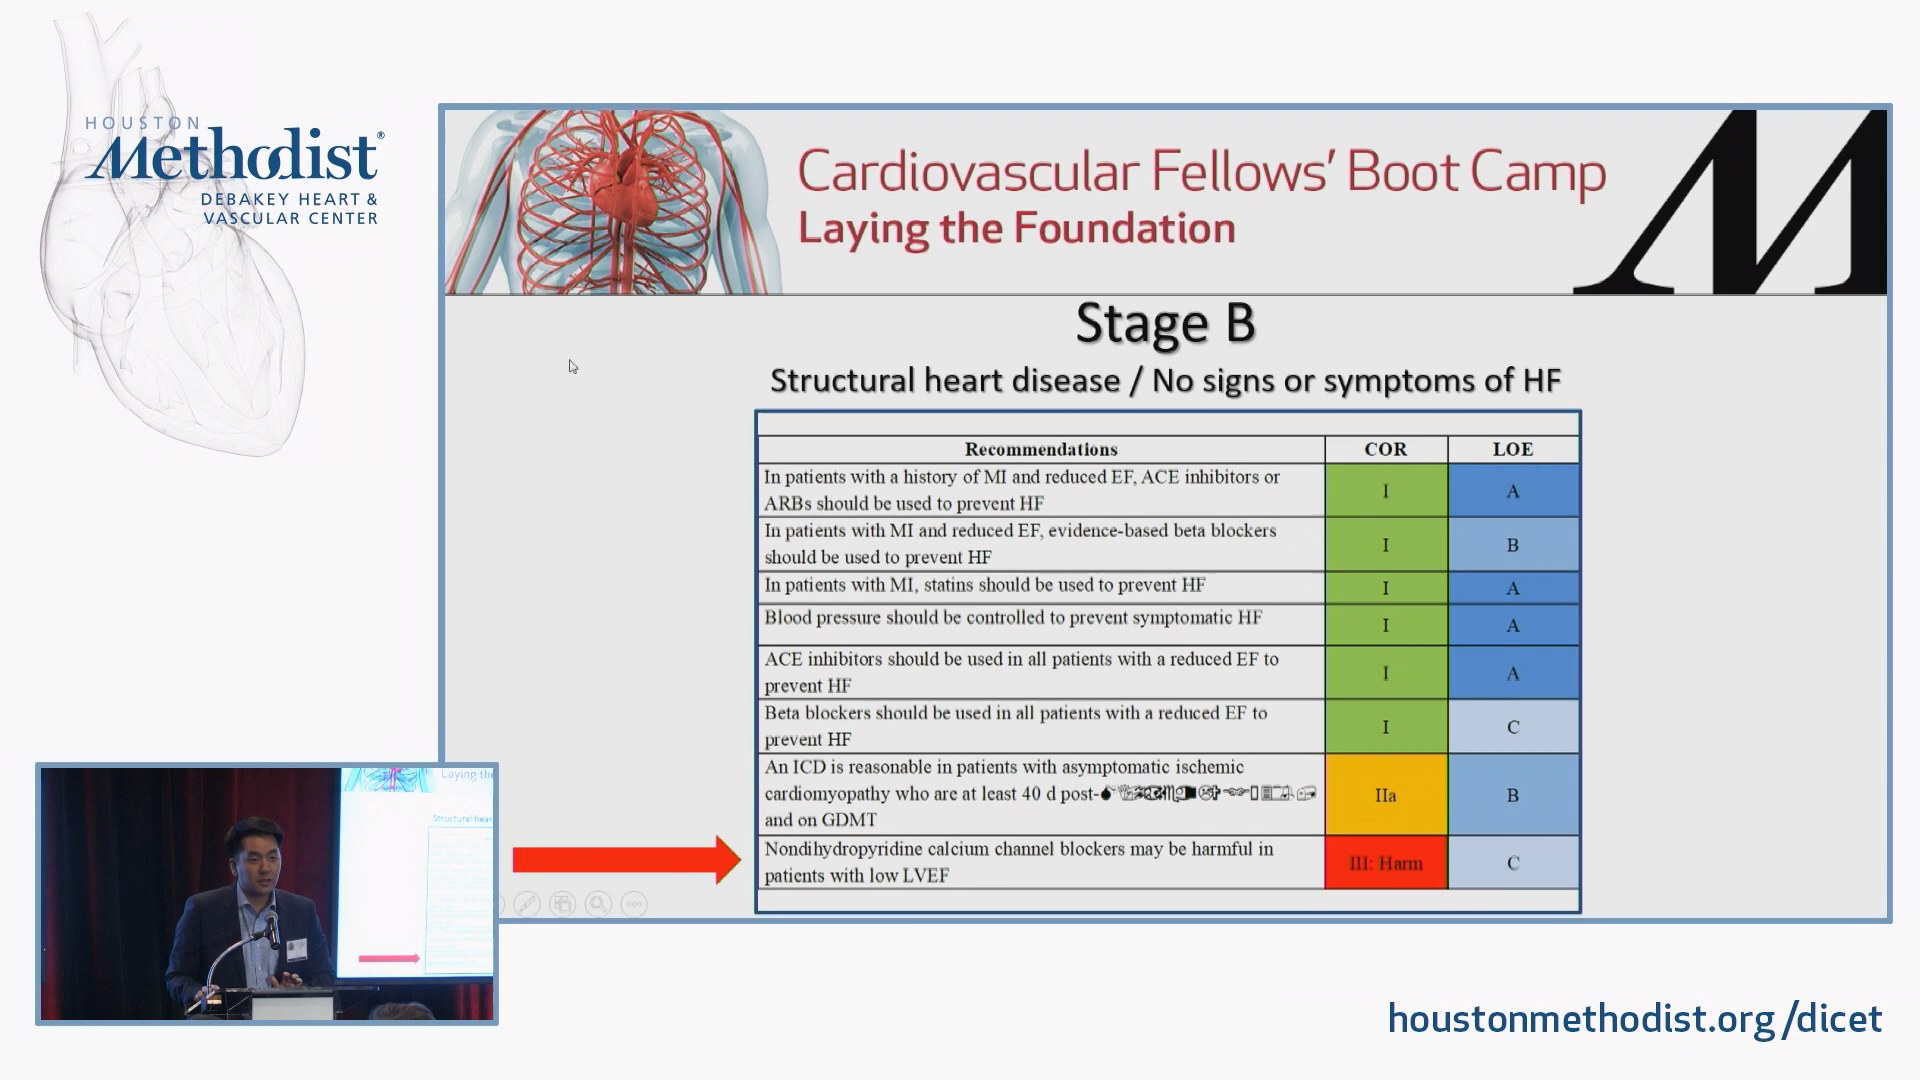 HOUSTON
Methodist®
DEBAKEY HEART &
VASCULAR CENTER
Cardiovascular Fellows' Boot Camp
Laying the Foundation
Stage B
Structural heart disease / No signs or symptoms of HF
Recommendations COR LOE
In patients with a history of MI and reduced EF, ACE inhibitors or
ARBs should be used to prevent HF
I A
In patients with MI and reduced EF, evidence-based beta blockers
should be used to prevent HF
I B
In patients with MI, statins should be used to prevent HF I A
Blood pressure should be controlled to prevent symptomatic HF I A
ACE inhibitors should be used in all patients with a reduced EF to
prevent HF
I A
Beta blockers should be used in all patients with a reduced EF to
prevent HF
I C
An ICD is reasonable in patients with asymptomatic ischemic
cardiomyopathy who are at least 40 d post-
and on GDMT
IIa B
Nondihydropyridine calcium channel blockers may be harmful in
patients with low LVEF
III: Harm C
Laying the
Structural hear
houstonmethodist.org/dicet